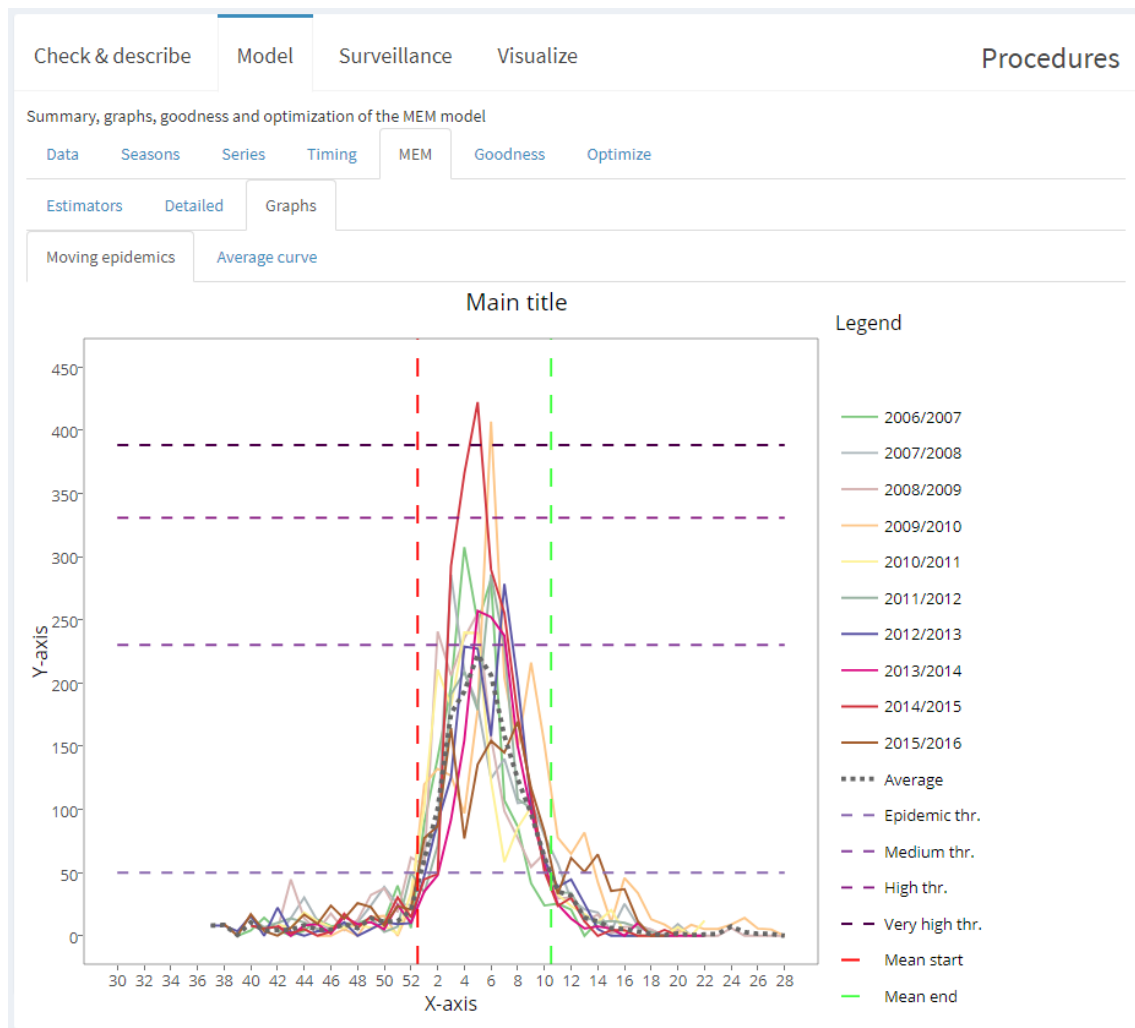 Check & describe Model Surveillance Visualize Procedures
Summary, graphs, goodness and optimization of the MEM model
Data Seasons Series Timing MEM Goodness Optimize
Estimators Detailed Graphs
Moving epidemics Average curve
Main title
Legend
450
400
350
300
250
200
150
100
50
0
Y-axis
30 32 34 36 38 40 42 44 46 48 50 52 2 4 6 8 10 12 14 16 18 20 22 24 26 28
X-axis
2006/2007
2007/2008
2008/2009
2009/2010
2010/2011
2011/2012
2012/2013
2013/2014
2014/2015
2015/2016
Average
Epidemic thr.
Medium thr.
High thr.
Very high thr.
Mean start
Mean end